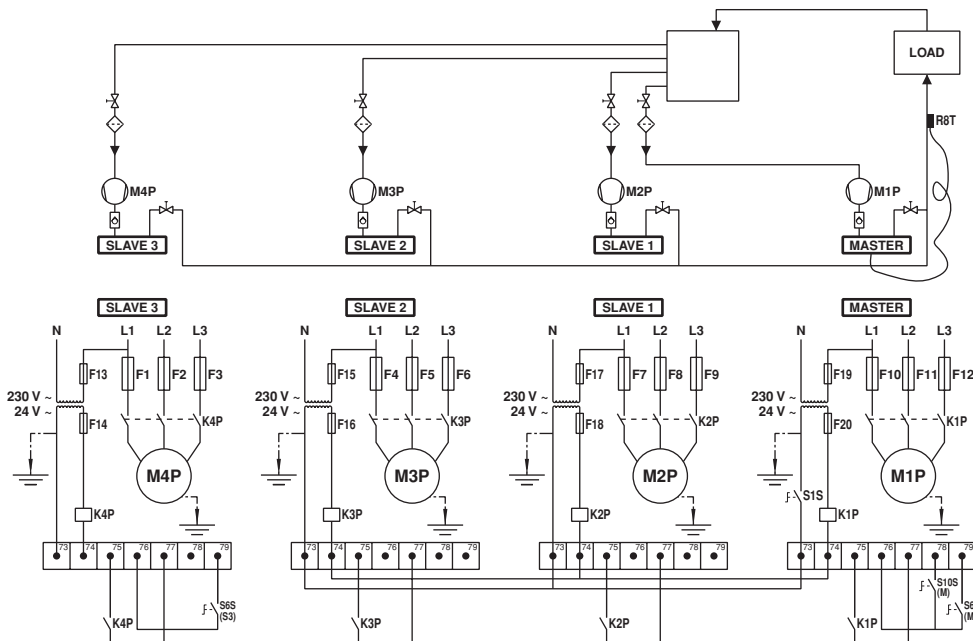 LOAD
R8T
M4P M3P M2P M1P
SLAVE 3 SLAVE 2 SLAVE 1 MASTER
SLAVE 3 SLAVE 2 SLAVE 1 MASTER
N L1 L2 L3 N L1 L2 L3 N L1 L2 L3 N L1 L2 L3
F13 F1 F2 F3 F15 F4 F5 F6 F17 F7 F8 F9 F19 F10 F11 F12
230 V ~ 230 V ~ 230 V ~ 230 V ~
24 V ~ 24 V ~ 24 V ~ 24 V ~
F14 K4P F16 K3P F18 K2P F20 K1P
M4P M3P M2P M1P
S1S
K4P K3P K2P K1P
73 74 75 76 77 78 79 73 74 75 76 77 78 79 73 74 75 76 77 78 79 73 74 75 76 77 78 79
S6S
(S3)
S10S
(M)
S6
(M
K4P K3P K2P K1P